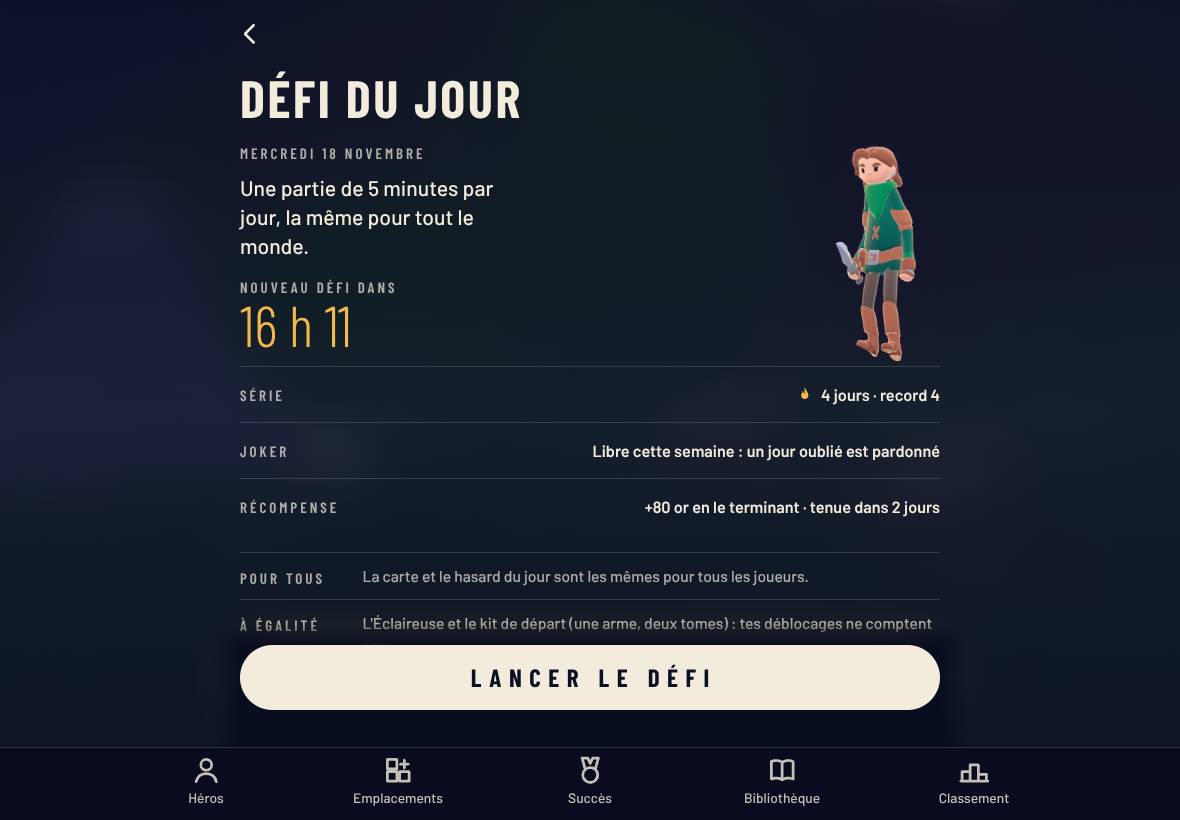 DÉFI DU JOUR
MERCREDI 18 NOVEMBRE
Une partie de 5 minutes par
jour, la même pour tout le
monde.
NOUVEAU DÉFI DANS
16 h 11
SÉRIE
4 jours · record 4
JOKER
Libre cette semaine : un jour oublié est pardonné
RÉCOMPENSE
+80 or en le terminant · tenue dans 2 jours
POUR TOUS
La carte et le hasard du jour sont les mêmes pour tous les joueurs.
À ÉGALITÉ
L'Éclaireuse et le kit de départ (une arme, deux tomes) : tes déblocages ne comptent
LANCER LE DÉFI
Héros
Emplacements
Succès
Bibliothèque
Classement